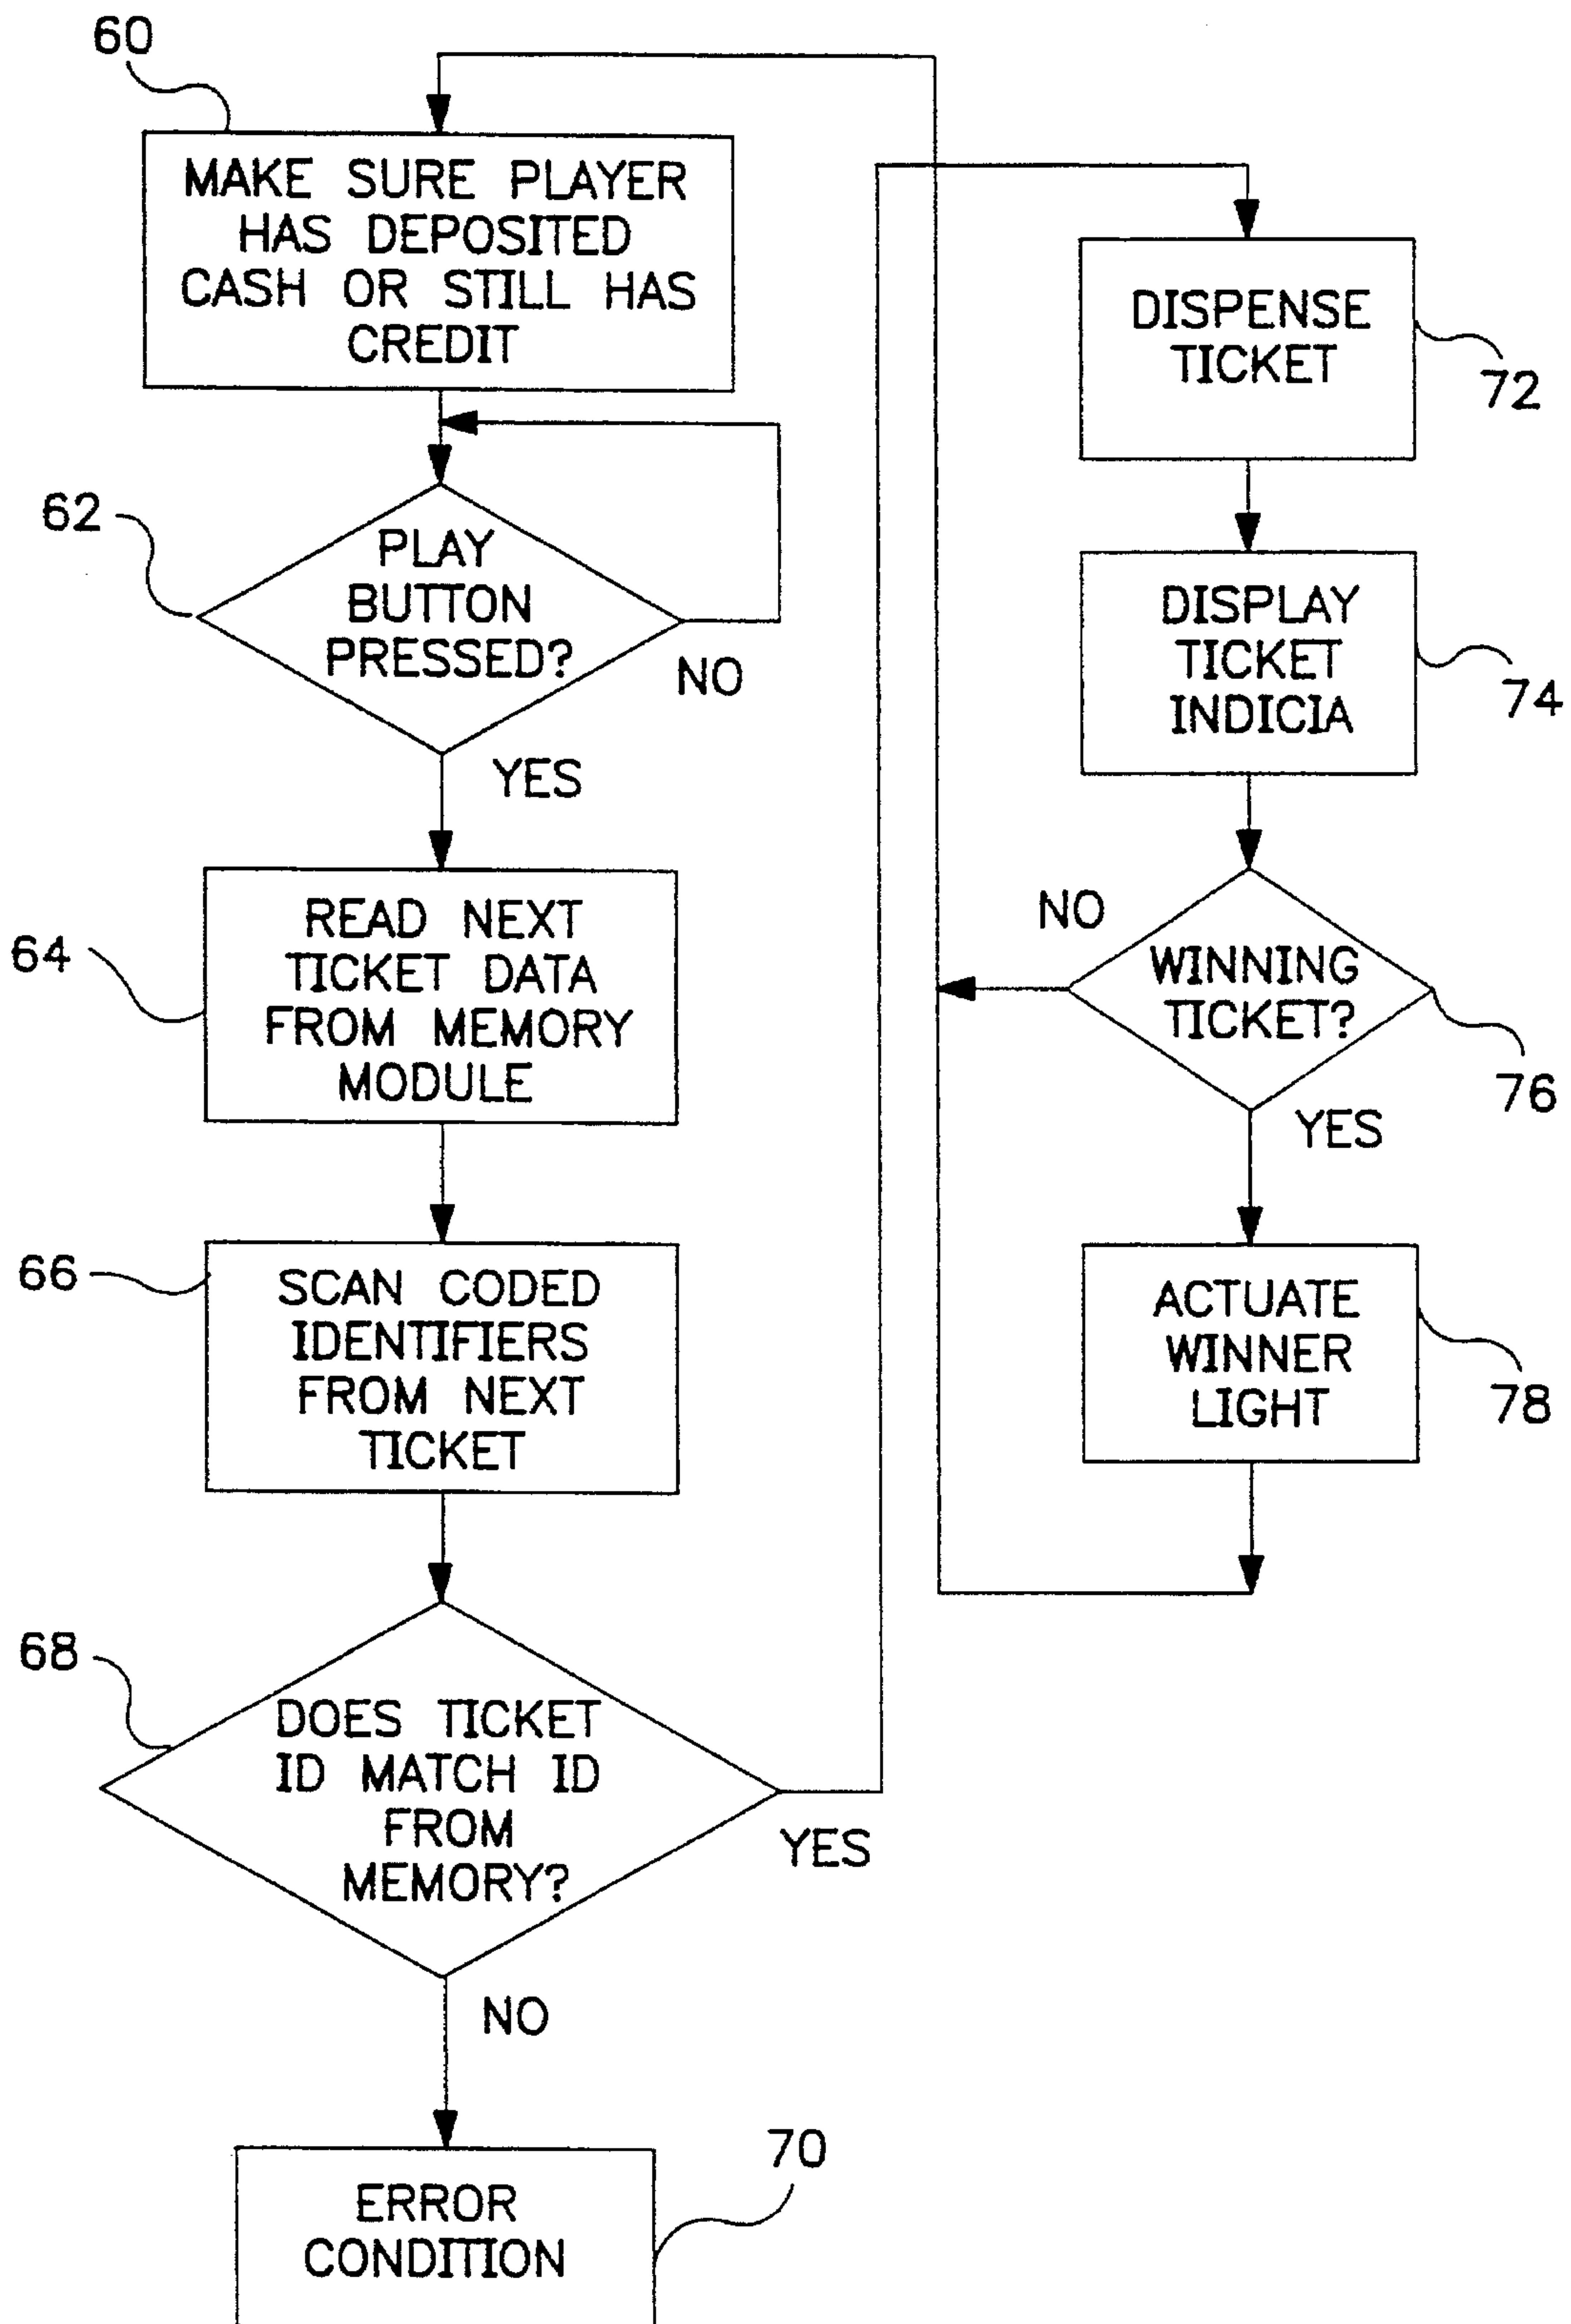 60
MAKE SURE PLAYER
HAS DEPOSITED
CASH OR STILL HAS
CREDIT
62
PLAY
BUTTON
PRESSED?
NO
YES
64
READ NEXT
TICKET DATA
FROM MEMORY
MODULE
66
SCAN CODED
IDENTIFIERS
FROM NEXT
TICKET
68
DOES TICKET
ID MATCH ID
FROM
MEMORY?
YES
NO
70
ERROR
CONDITION
DISPENSE
TICKET
72
DISPLAY
TICKET
INDICIA
74
NO
WINNING
TICKET?
76
YES
ACTUATE
WINNER
LIGHT
78